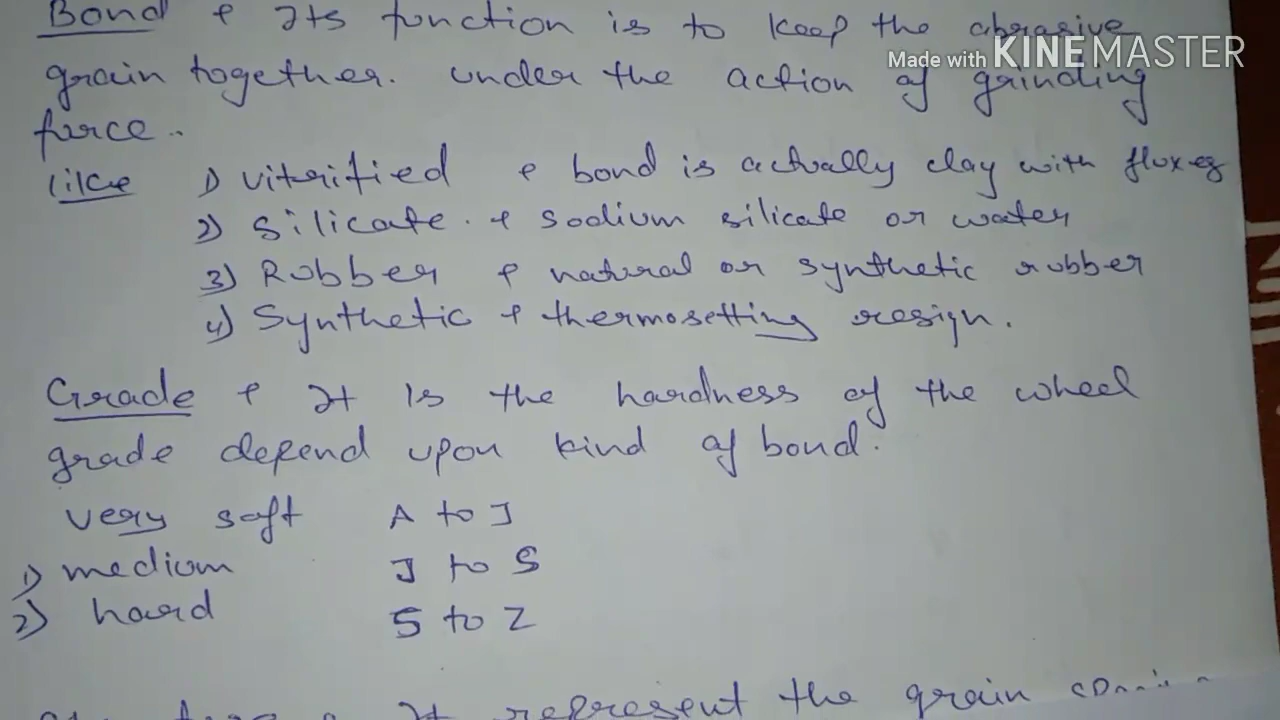 Bond + Its function is to keep the abrasive
Made with KINEMASTER
grain together. under the action of grinding
force..
like 1) vitrified + bond is actually clay with fluxes
2) Silicate. + sodium silicate or water
3) Rubber + natural or synthetic rubber
4) Synthetic + thermosetting resign.
Grade + It is the hardness of the wheel
grade depend upon kind of bond.
very soft A to J
1) medium J to S
2) hard S to Z
It represent the grain